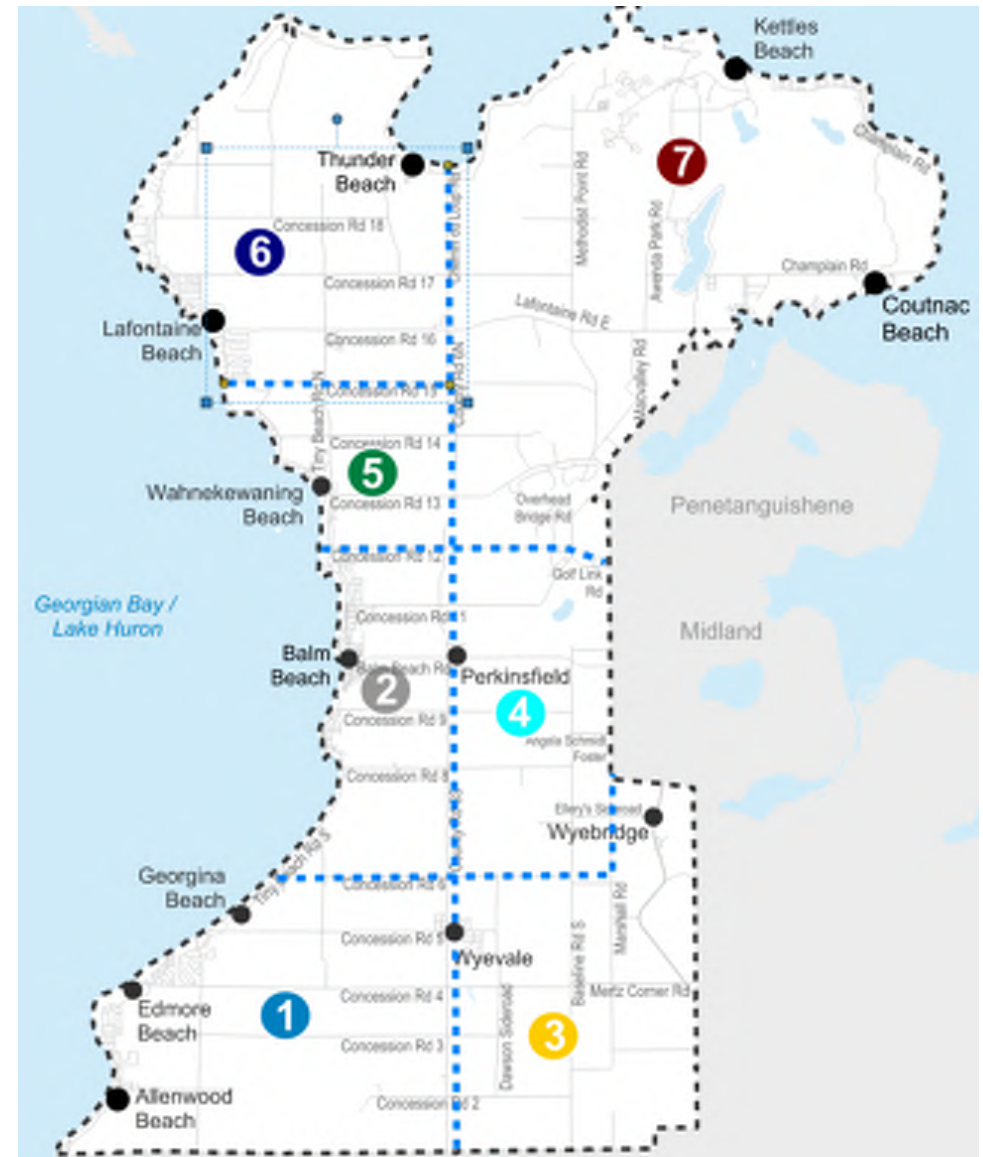 Kettles
Beach
Champlain Rd
7
Thunder
Beach
Methodist Point Rd
Concession Rd 18
6
Awenda Park Rd
Champlain Rd
Concession Rd 17
Coutnac
Beach
Lafontaine Rd E
Lafontaine
Beach
Concession Rd 16
Macvalley Rd
Concession Rd 15
Tiny Beach Rd N
Concession Rd 14
5
Wahnekewaning
Beach
Concession Rd 13
Overhead
Bridge Rd
Penetanguishene
Concession Rd 12
Golf Link
Rd
Georgian Bay /
Lake Huron
Concession Rd 11
Midland
Balm
Beach
Balm Beach Rd
Perkinsfield
2
4
Concession Rd 9
Angela Schmidt
Foster
Concession Rd 8
Ellery's Sideroad
Wyebridge
Tiny Beach Rd S
Georgina
Beach
Concession Rd 6
Marshall Rd
Baseline Rd S
Concession Rd 5
Wyevale
Concession Rd 4
Mertz Corner Rd
Edmore
Beach
1
Dawson Sideroad
3
Concession Rd 3
Allenwood
Beach
Concession Rd 2